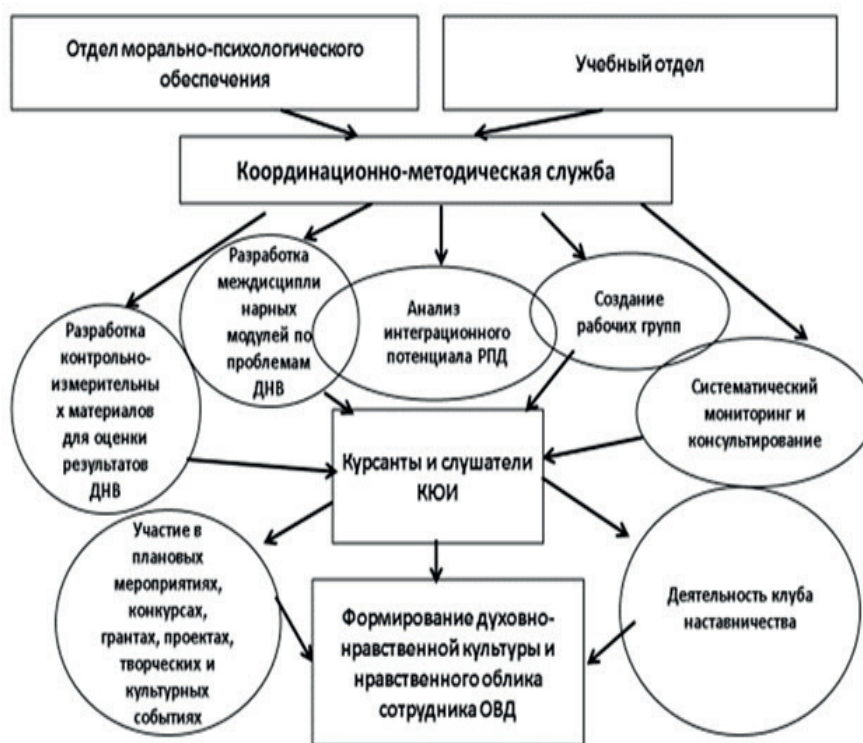 Отдел морально-психологического
обеспечения
Учебный отдел
Координационно-методическая служба
Разработка
контрольно-
измерительны
х материалов
для оценки
результатов
ДНВ
Разработка
междисципли
нарных
модулей по
проблемам
ДНВ
Анализ
интеграционного
потенциала РПД
Создание
рабочих групп
Систематический
мониторинг и
консультирование
Курсанты и слушатели
КЮИ
Участие в
плановых
мероприятиях,
конкурсах,
грантах, проектах,
творческих и
культурных
событиях
Формирование духовно-
нравственной культуры и
нравственного облика
сотрудника ОВД
Деятельность клуба
наставничества